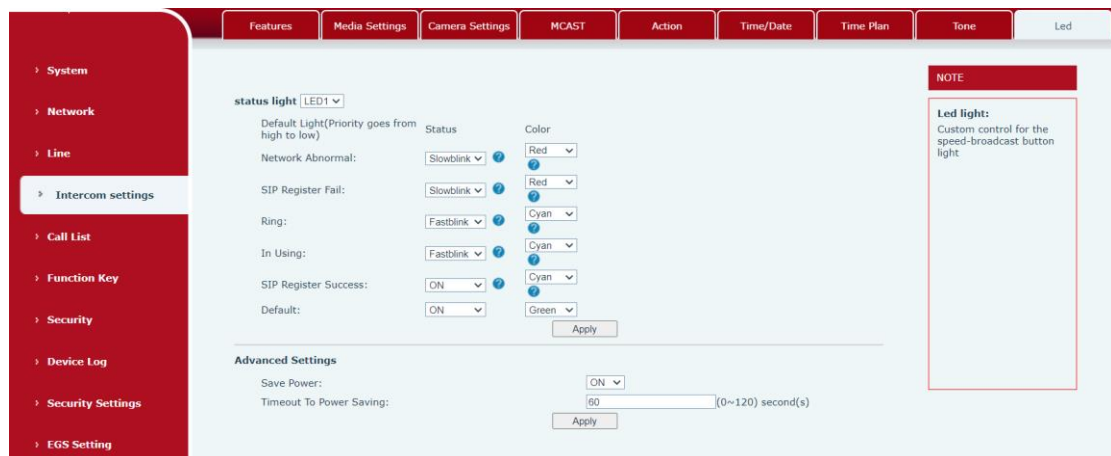 Features Media Settings Camera Settings MCAST Action Time/Date Time Plan Tone Led
System
Network
Line
Intercom settings
Call List
Function Key
Security
Device Log
Security Settings
EGS Setting
status light LED1
Default Light(Priority goes from
high to low) Status Color
Network Abnormal: Slowblink Red
SIP Register Fail: Slowblink Red
Ring: Fastblink Cyan
In Using: Fastblink Cyan
SIP Register Success: ON Cyan
Default: ON Green
Apply
Advanced Settings
Save Power: ON
Timeout To Power Saving: 60 (0~120) second(s)
Apply
NOTE
Led light:
Custom control for the
speed-broadcast button
light